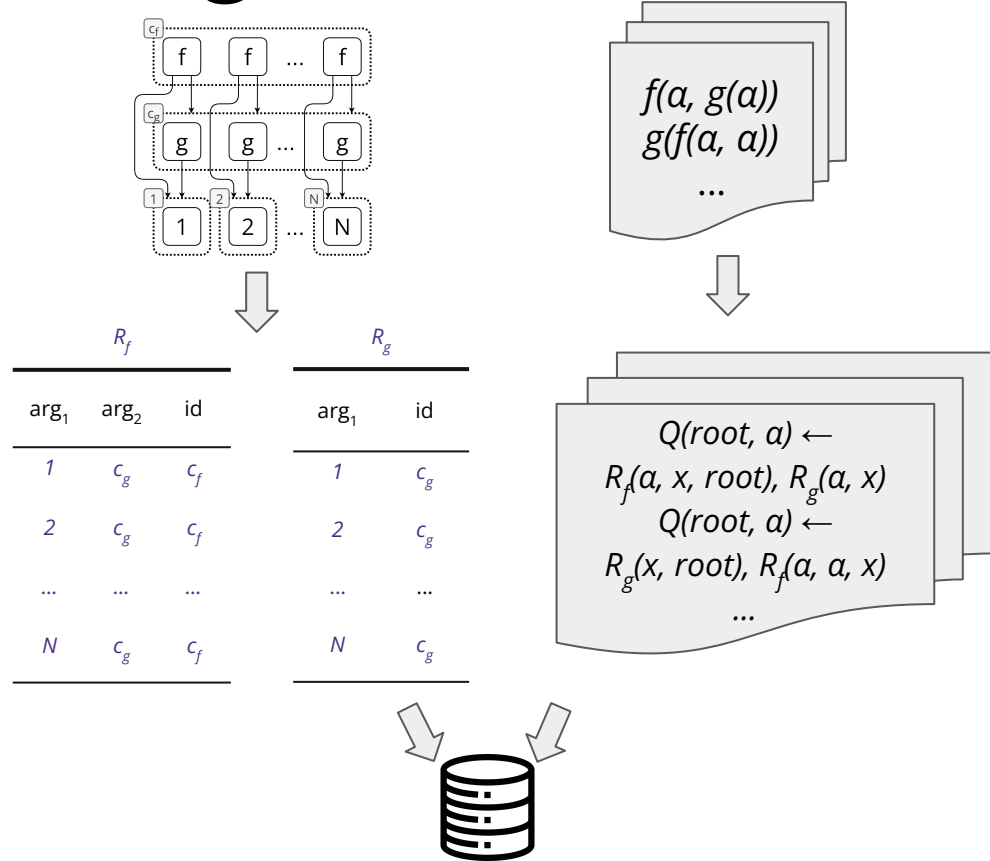 c_f
f f ... f
c_g
g g ... g
1 2 N
1 2 ... N
f(a, g(a))
g(f(a, a))
...
R_f
arg_1 arg_2 id
1 c_g c_f
2 c_g c_f
... ... ...
N c_g c_f
R_g
arg_1 id
1 c_g
2 c_g
... ...
N c_g
Q(root, a) ←
R_f(a, x, root), R_g(a, x)
Q(root, a) ←
R_g(x, root), R_f(a, a, x)
...